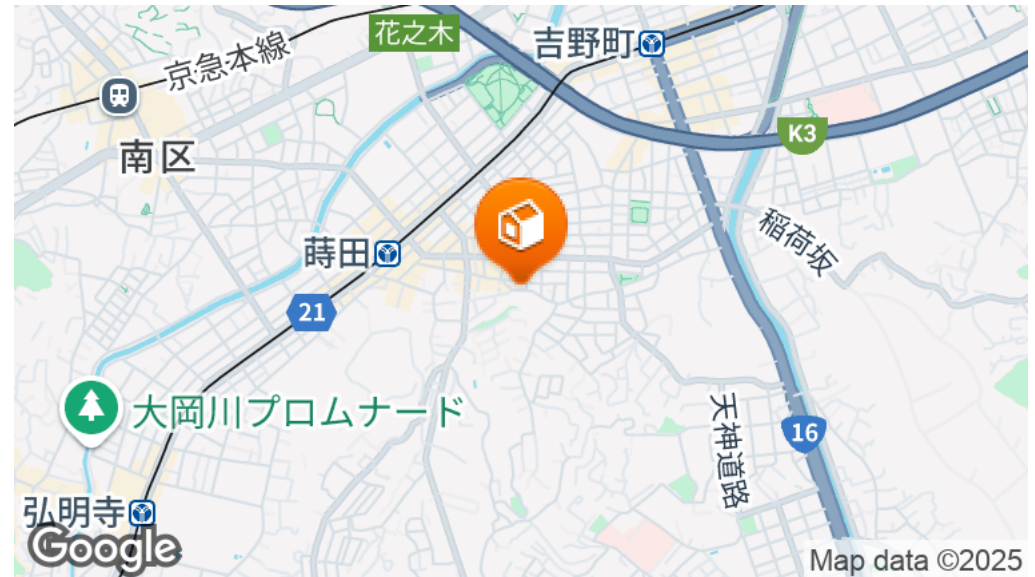 花之木
吉野町
京急本線
K3
南区
稲荷坂
蒔田
21
大岡川プロムナード
天神道路
16
弘明寺
Google
Map data ©2025